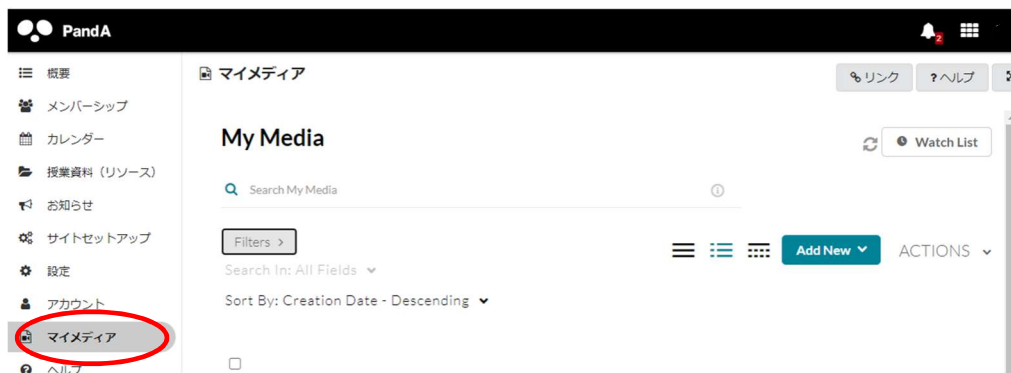 PandA
2
概要
メンバーシップ
カレンダー
授業資料（リソース）
お知らせ
サイトセットアップ
設定
アカウント
マイメディア
ヘルプ
マイメディア
リンク
?ヘルプ
My Media
Watch List
Search My Media
Filters >
Add New
ACTIONS
Search In: All Fields
Sort By: Creation Date - Descending